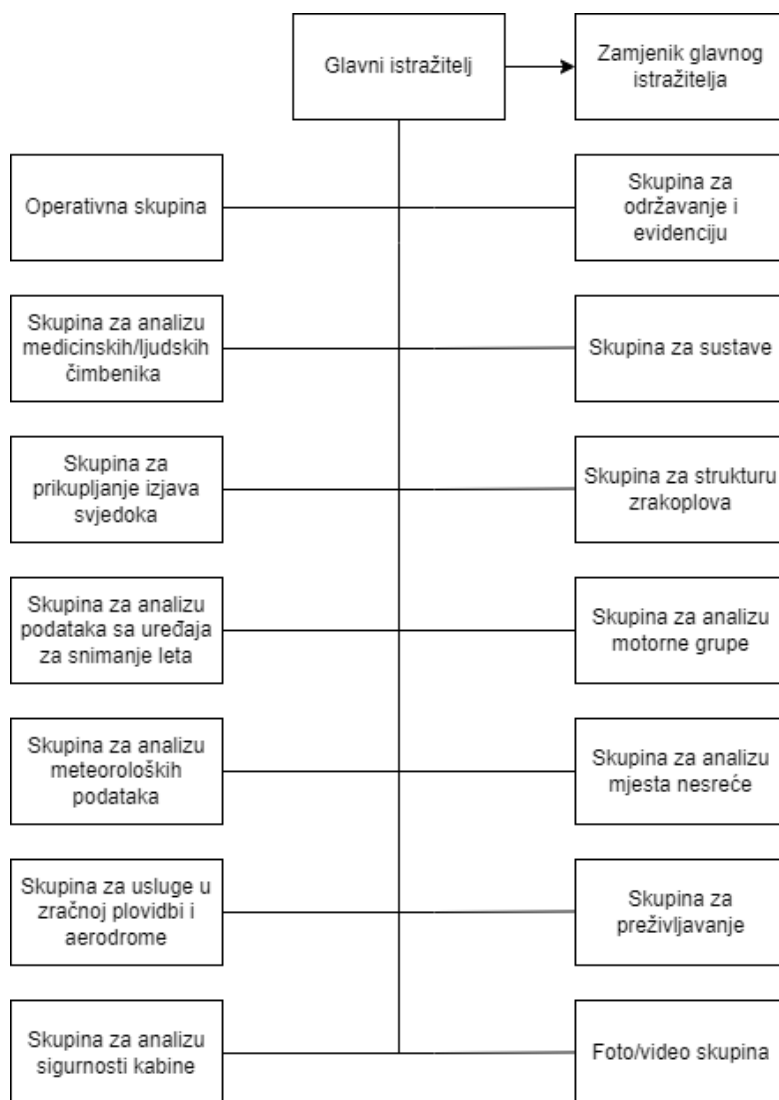 Glavni istražitelj
Zamjenik glavnog
istražitelja
Operativna skupina
Skupina za
održavanje i
evidenciju
Skupina za analizu
medicinskih/ljudskih
čimbenika
Skupina za sustave
Skupina za
prikupljanje izjava
svjedoka
Skupina za strukturu
zrakoplova
Skupina za analizu
podataka sa uređaja
za snimanje leta
Skupina za analizu
motorne grupe
Skupina za analizu
meteoroloških
podataka
Skupina za analizu
mjesta nesreće
Skupina za usluge u
zračnoj plovidbi i
aerodrome
Skupina za
preživljavanje
Skupina za analizu
sigurnosti kabine
Foto/video skupina